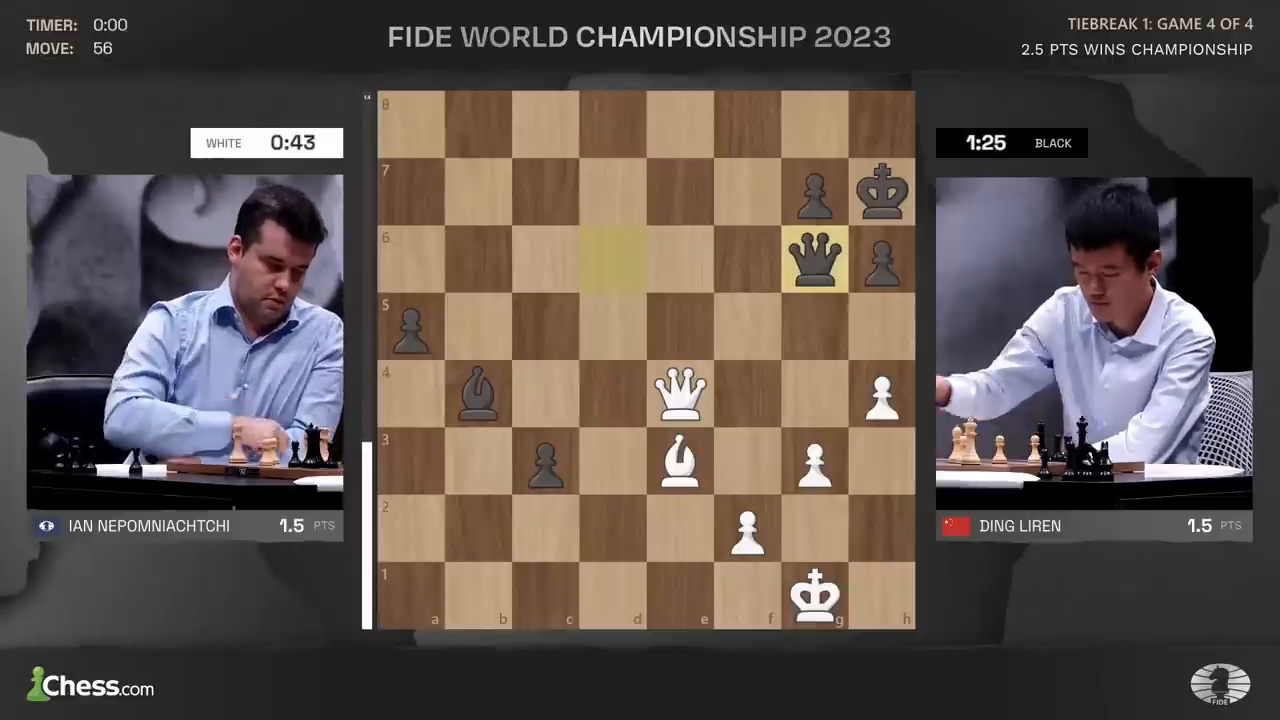 TIMER: 0:00
MOVE: 56
FIDE WORLD CHAMPIONSHIP 2023
TIEBREAK 1: GAME 4 OF 4
2.5 PTS WINS CHAMPIONSHIP
WHITE 0:43
1:25 BLACK
14
8
7
6
5
4
3
2
1
a b c d e f g h
IAN NEPOMNIACHTCHI 1.5 PTS
DING LIREN 1.5 PTS
Chess.com
FIDE